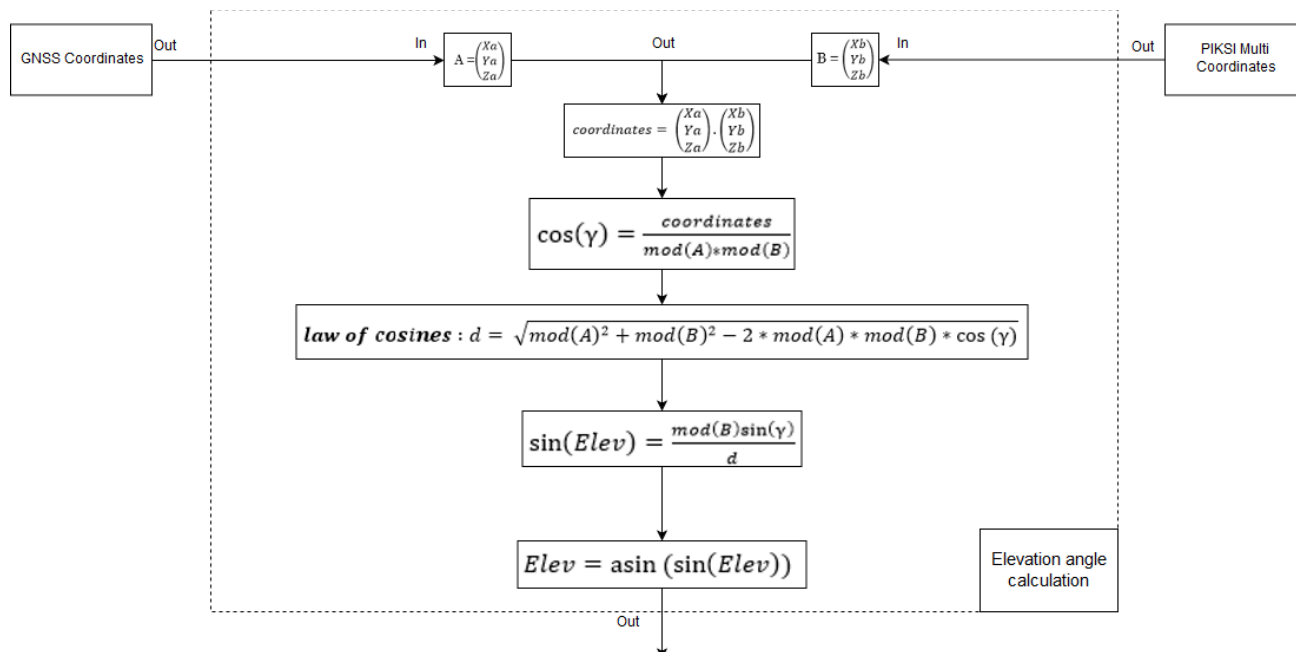 GNSS Coordinates
Out
In
A = (Xa Ya Za)
Out
B = (Xb Yb Zb)
In
Out
PIKSI Multi
Coordinates
coordinates = (Xa Ya Za) . (Xb Yb Zb)
cos(γ) = coordinates / mod(A)*mod(B)
law of cosines : d = √mod(A)² + mod(B)² − 2 * mod(A) * mod(B) * cos (γ)
sin(Elev) = mod(B)sin(γ) / d
Elev = asin (sin(Elev))
Elevation angle
calculation
Out